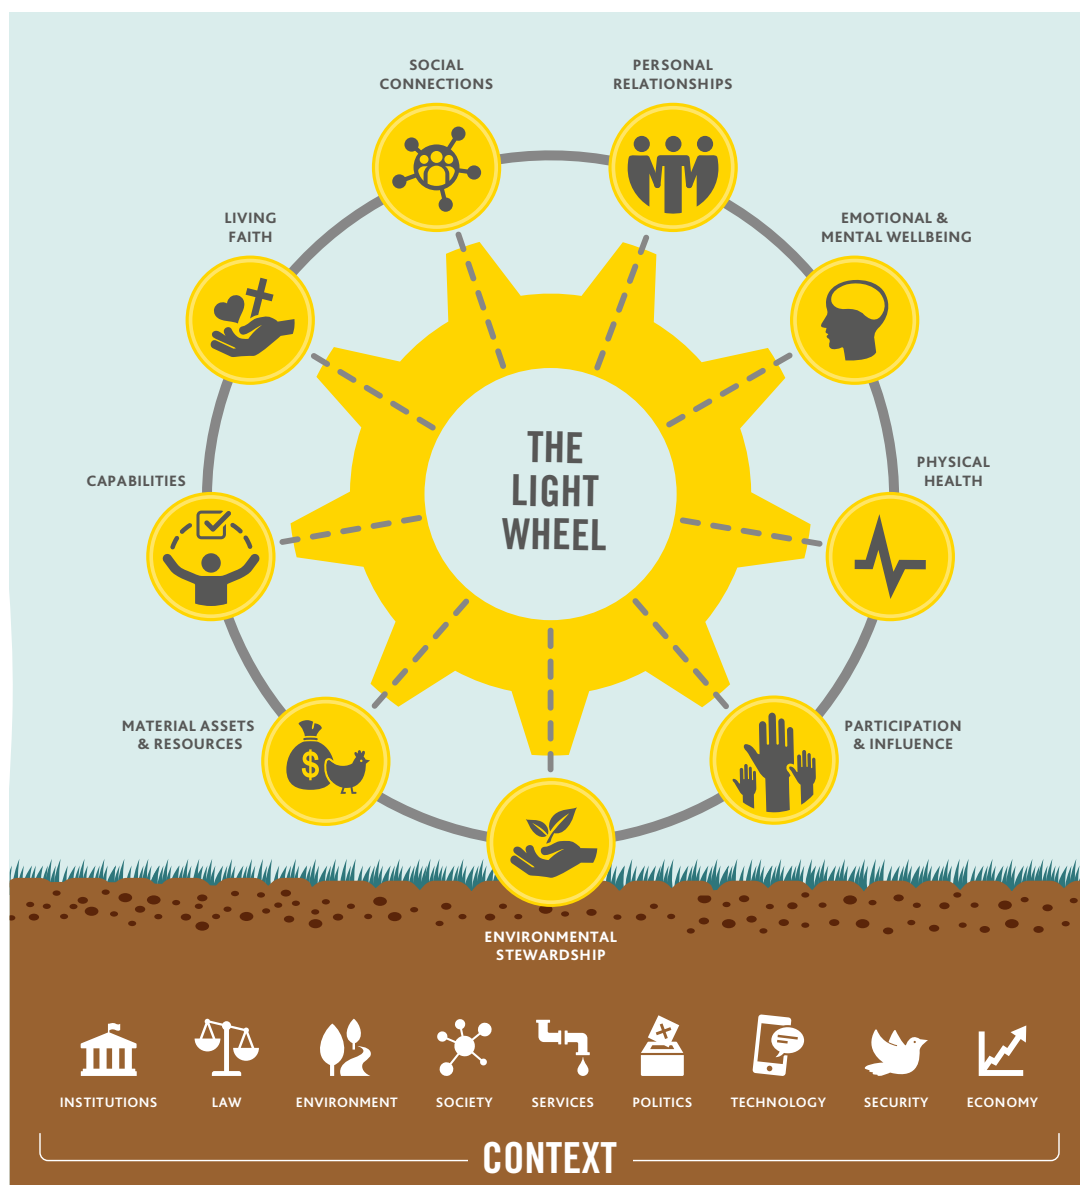 SOCIAL
CONNECTIONS
PERSONAL
RELATIONSHIPS
LIVING
FAITH
EMOTIONAL &
MENTAL WELLBEING
CAPABILITIES
PHYSICAL
HEALTH
THE
LIGHT
WHEEL
MATERIAL ASSETS
& RESOURCES
$
PARTICIPATION
& INFLUENCE
ENVIRONMENTAL
STEWARDSHIP
INSTITUTIONS
LAW
ENVIRONMENT
SOCIETY
SERVICES
POLITICS
TECHNOLOGY
SECURITY
ECONOMY
CONTEXT